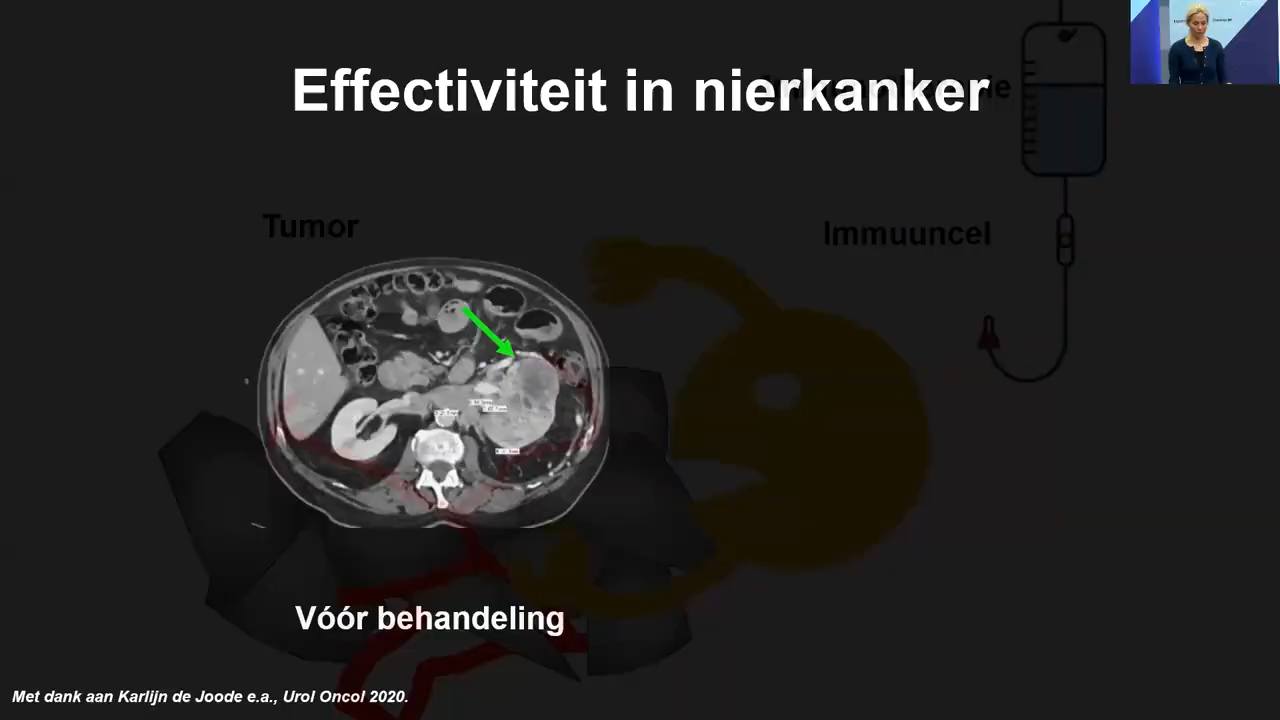 Effectiviteit in nierkanker
Tumor
Immuuncel
Vóór behandeling
Met dank aan Karlijn de Joode e.a., Urol Oncol 2020.